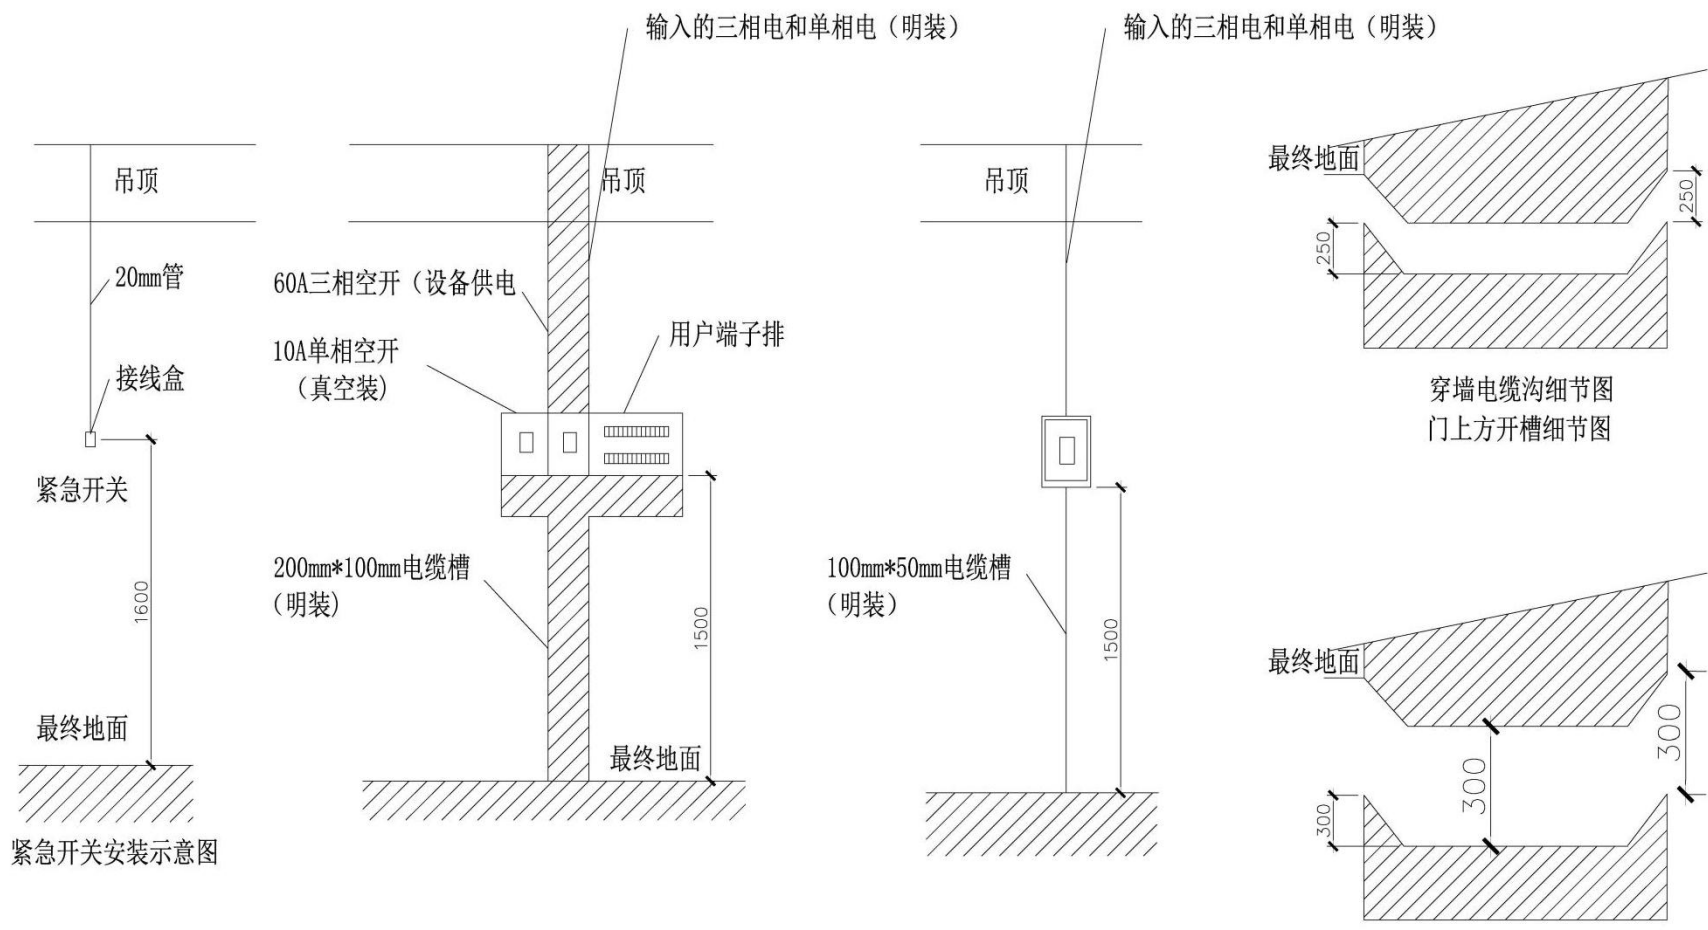 输入的三相电和单相电（明装）
输入的三相电和单相电（明装）
吊顶
吊顶
吊顶
最终地面
250
250
20mm管
60A三相空开（设备供电
用户端子排
10A单相空开
（真空装）
接线盒
穿墙电缆沟细节图
门上方开槽细节图
紧急开关
200mm*100mm电缆槽
（明装）
100mm*50mm电缆槽
（明装）
1600
1500
1500
最终地面
最终地面
最终地面
300
300
300
紧急开关安装示意图